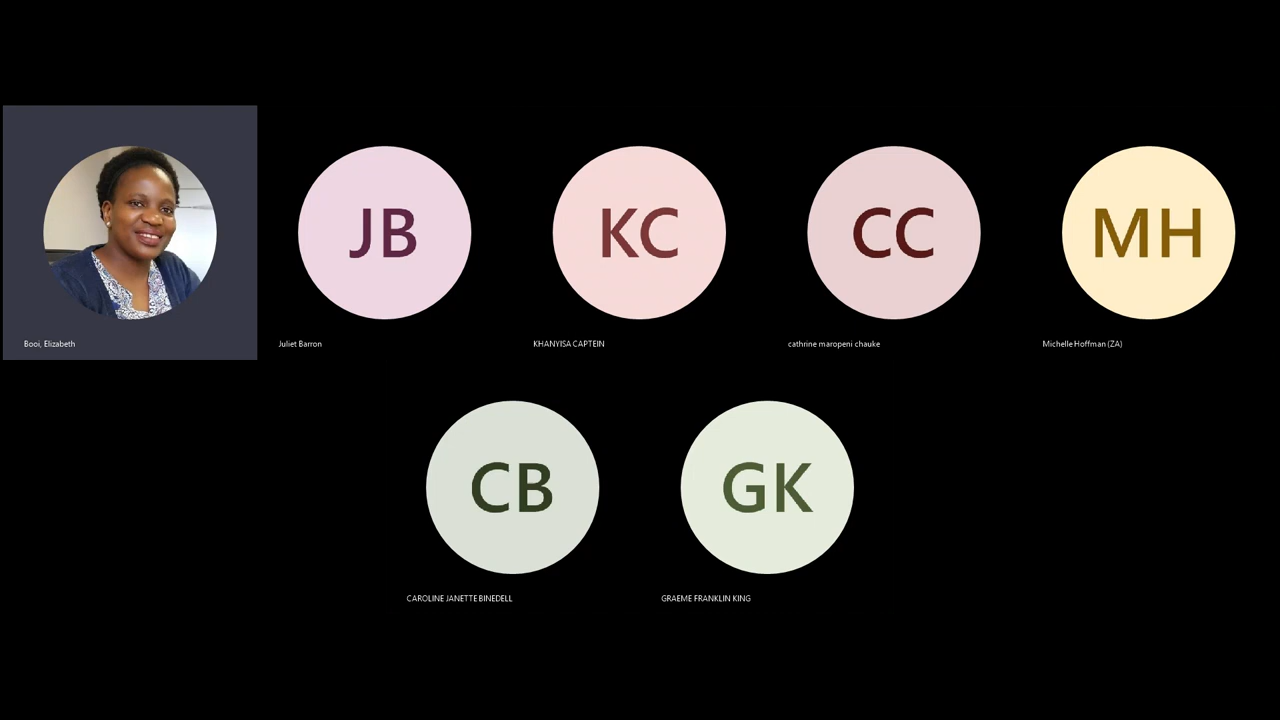 JB
KC
CC
MH
Booi, Elizabeth
Juliet Barron
KHANYISA CAPTEIN
cathrine maropeni chauke
Michelle Hoffman (ZA)
CB
GK
CAROLINE JANETTE BINEDELL
GRAEME FRANKLIN KING